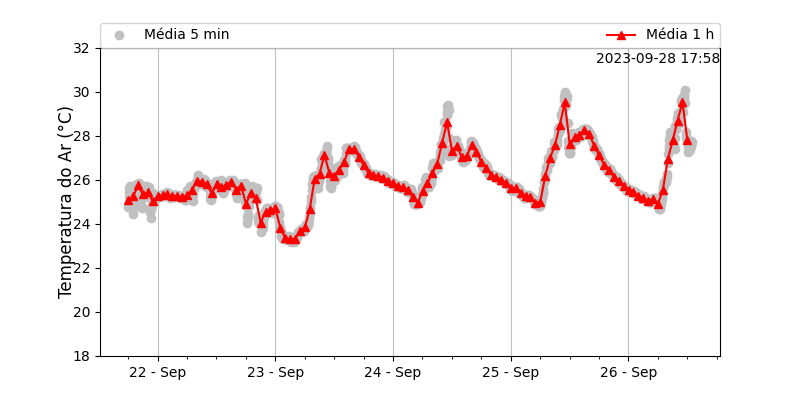 Média 5 min
Média 1 h
2023-09-28 17:58
Temperatura do Ar (°C)
32
30
28
26
24
22
20
18
22 - Sep
23 - Sep
24 - Sep
25 - Sep
26 - Sep